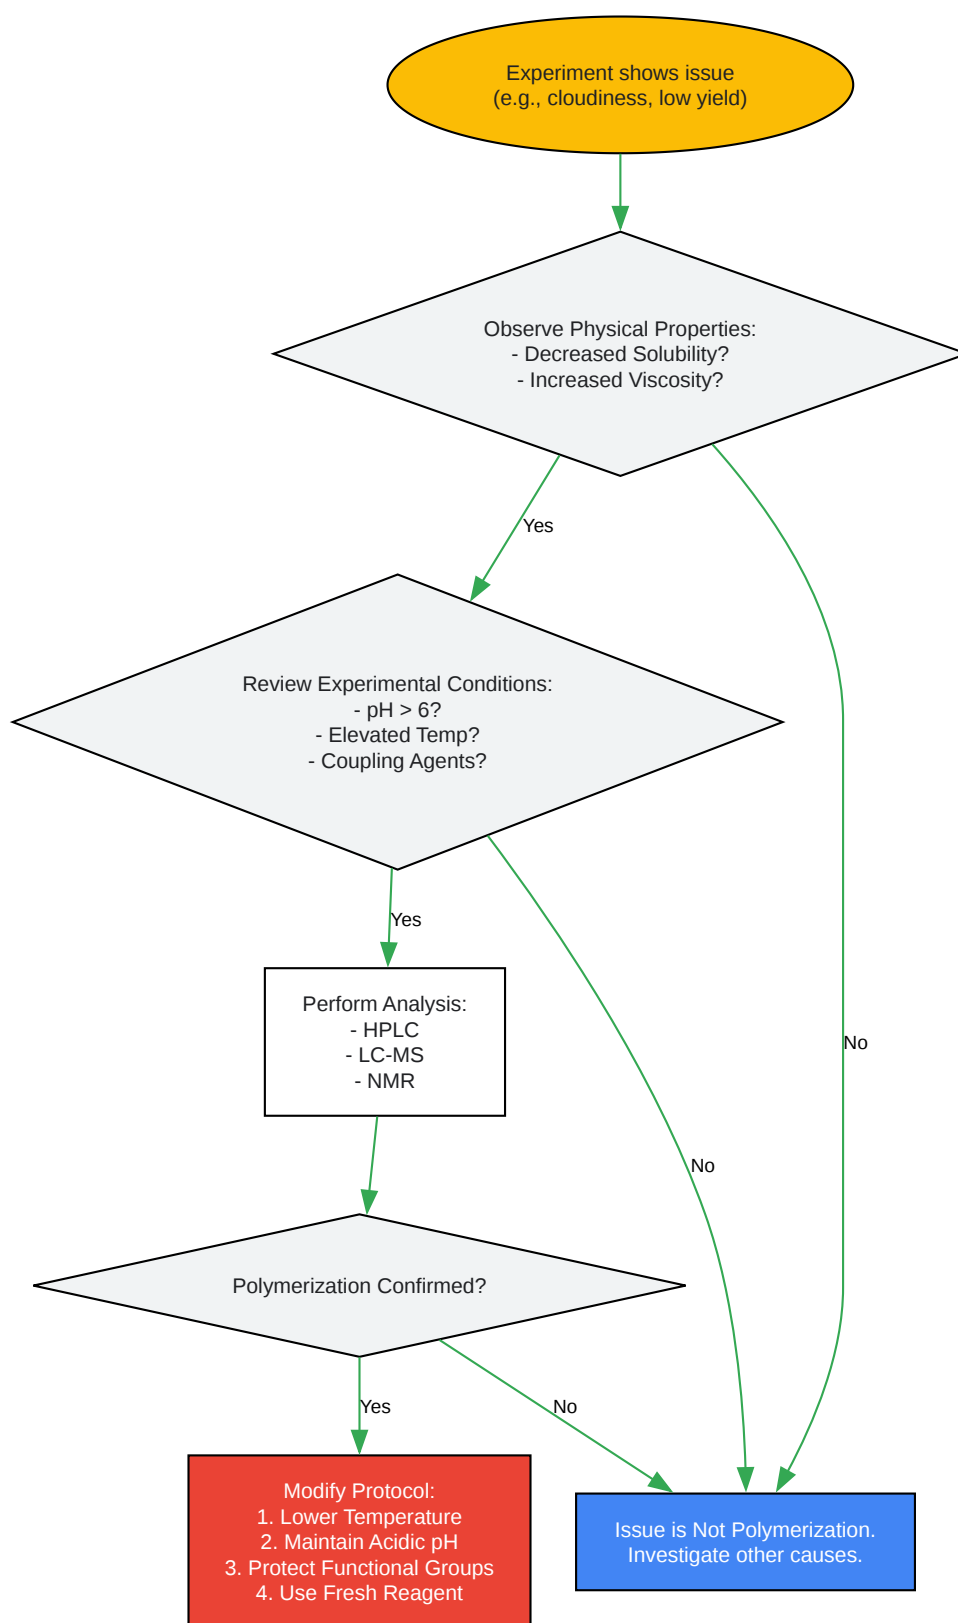 Experiment shows issue
(e.g., cloudiness, low yield)
Observe Physical Properties:
- Decreased Solubility?
- Increased Viscosity?
Yes
Review Experimental Conditions:
- pH > 6?
- Elevated Temp?
- Coupling Agents?
Yes
Perform Analysis:
- HPLC
- LC-MS
- NMR
No
No
Polymerization Confirmed?
Yes
No
Modify Protocol:
1. Lower Temperature
2. Maintain Acidic pH
3. Protect Functional Groups
4. Use Fresh Reagent
Issue is Not Polymerization.
Investigate other causes.